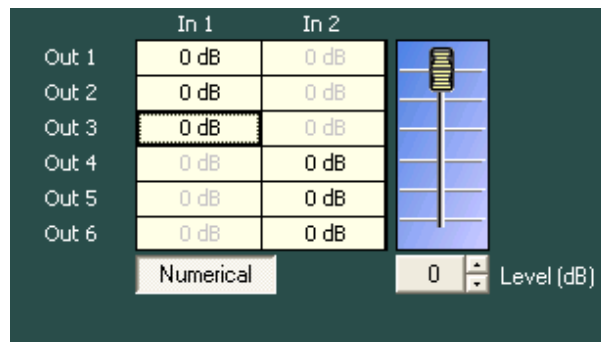 In 1 In 2
Out 1 0 dB 0 dB
Out 2 0 dB 0 dB
Out 3 0 dB 0 dB
Out 4 0 dB 0 dB
Out 5 0 dB 0 dB
Out 6 0 dB 0 dB
Numerical 0 Level (dB)